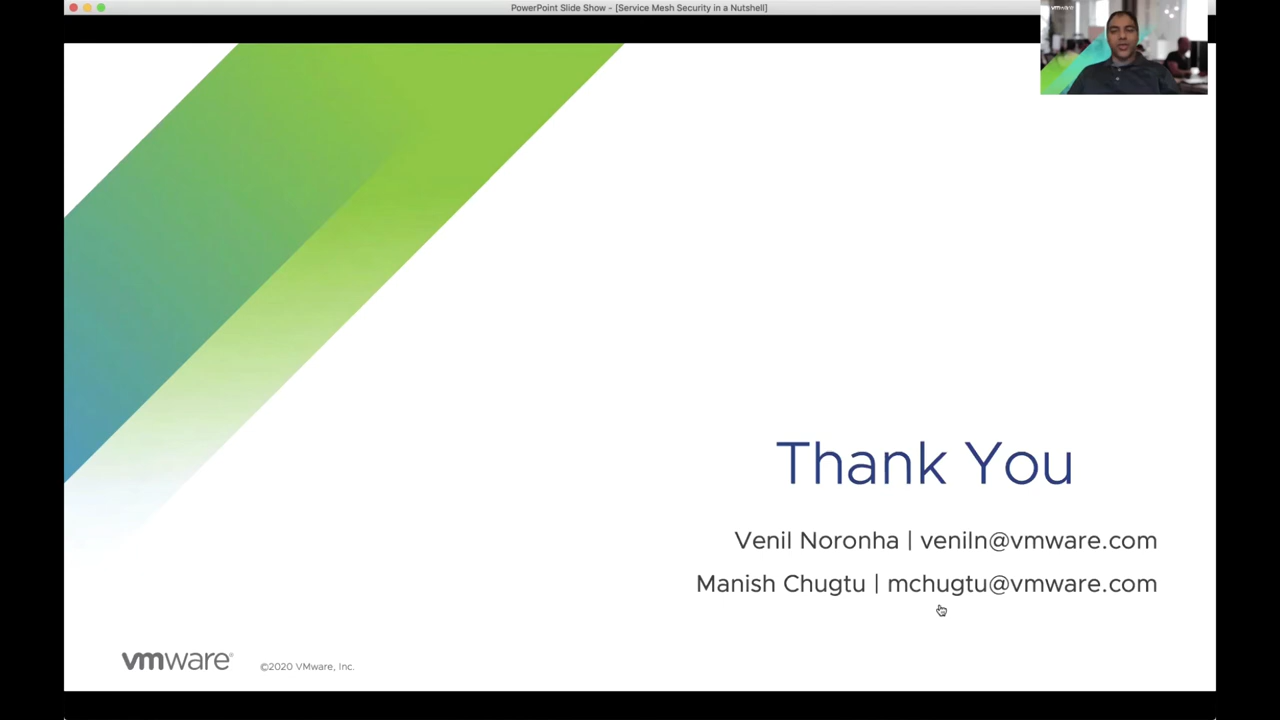 PowerPoint Slide Show - [Service Mesh Security in a Nutshell]
vmware
Thank You
Venil Noronha | veniln@vmware.com
Manish Chugtu | mchugtu@vmware.com
vmware®
©2020 VMware, Inc.